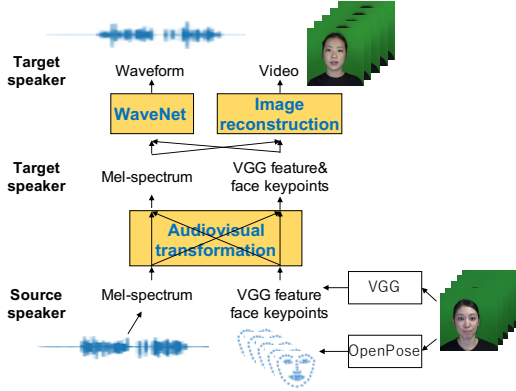 Target
speaker
Waveform
Video
WaveNet
Image
reconstruction
Target
speaker
Mel-spectrum
VGG feature&
face keypoints
Audiovisual
transformation
Source
speaker
Mel-spectrum
VGG feature
face keypoints
VGG
OpenPose